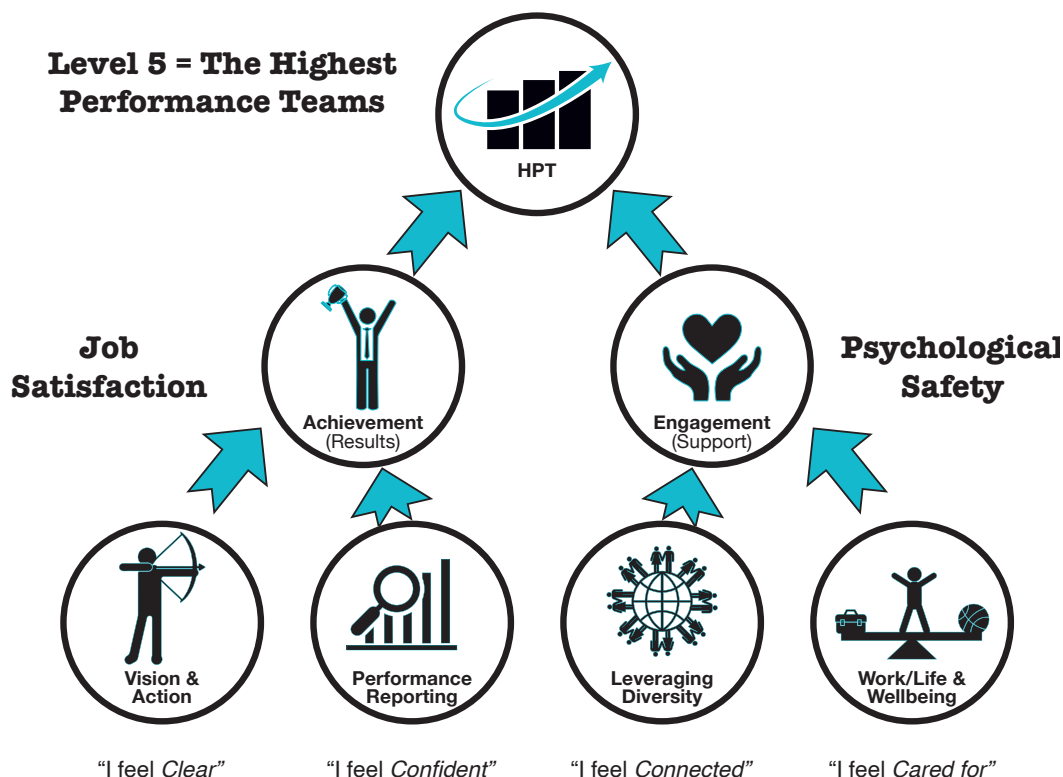 Level 5 = The Highest
Performance Teams
HPT
Job
Satisfaction
Achievement
(Results)
Engagement
(Support)
Psychological
Safety
Vision &
Action
Performance
Reporting
Leveraging
Diversity
Work/Life &
Wellbeing
“I feel Clear”
“I feel Confident”
“I feel Connected”
“I feel Cared for”